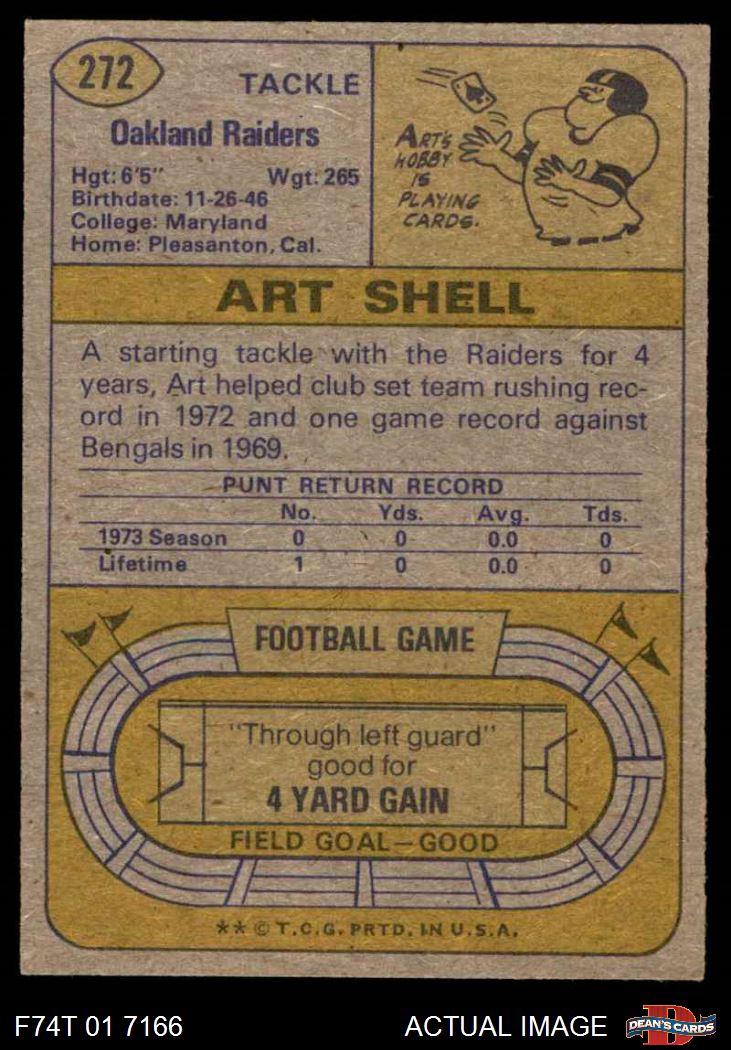 272
TACKLE
Oakland Raiders
Hgt: 6'5" Wgt: 265
Birthdate: 11-26-46
College: Maryland
Home: Pleasanton, Cal.
ART'S
HOBBY
IS
PLAYING
CARDS.
ART SHELL
A starting tackle with the Raiders for 4
years, Art helped club set team rushing rec-
ord in 1972 and one game record against
Bengals in 1969.
PUNT RETURN RECORD
No. Yds. Avg. Tds.
1973 Season 0 0 0.0 0
Lifetime 1 0 0.0 0
FOOTBALL GAME
"Through left guard"
good for
4 YARD GAIN
FIELD GOAL—GOOD
** © T.C.G. PRTD. IN U.S.A.
F74T 01 7166 ACTUAL IMAGE
DEAN'S CARDS